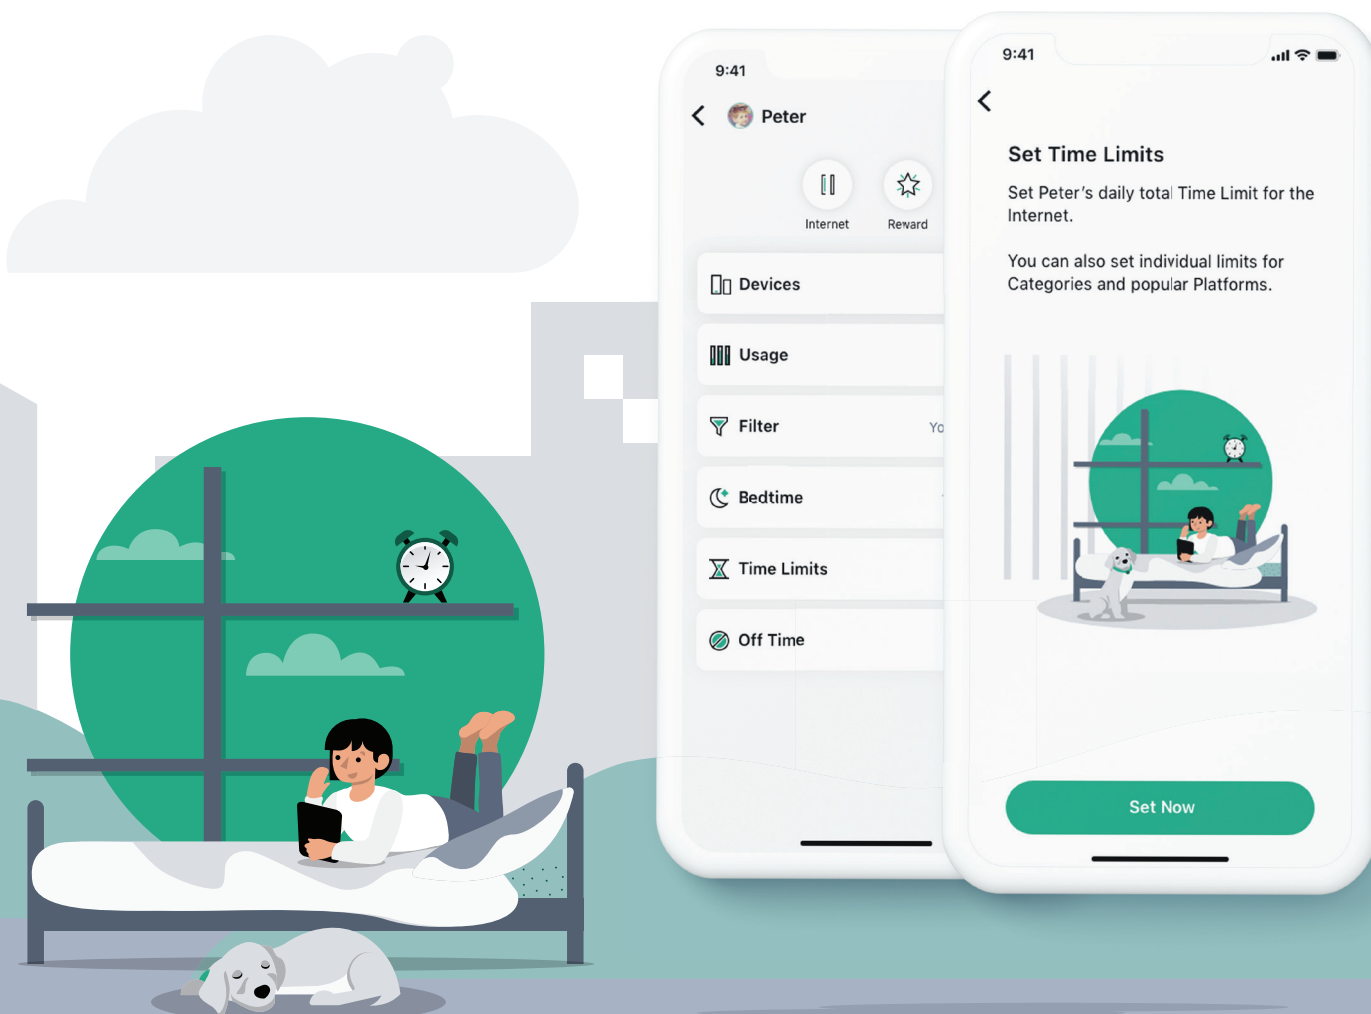 9:41
Peter
Internet
Reward
Devices
Usage
Filter
Bedtime
Time Limits
Off Time
9:41
Set Time Limits
Set Peter's daily total Time Limit for the
Internet.
You can also set individual limits for
Categories and popular Platforms.
Set Now